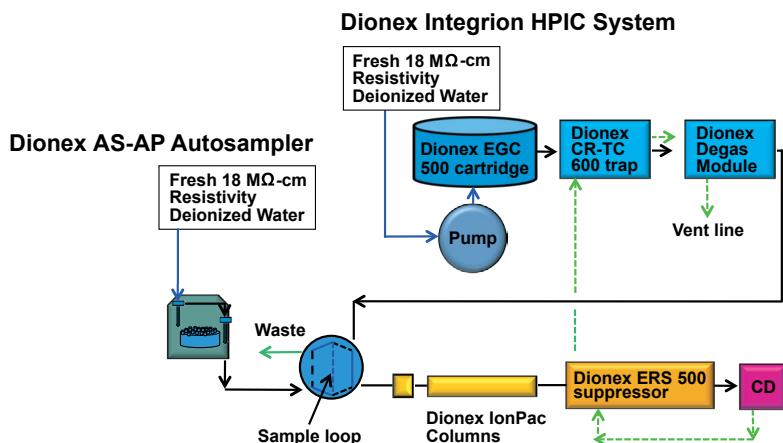 Dionex Integrion HPIC System
Fresh 18 MΩ-cm
Resistivity
Deionized Water
Dionex EGC
500 cartridge
Dionex
CR-TC
600 trap
Dionex
Degas
Module
Pump
Vent line
Dionex AS-AP Autosampler
Fresh 18 MΩ-cm
Resistivity
Deionized Water
Waste
Sample loop
Dionex IonPac
Columns
Dionex ERS 500
suppressor
CD